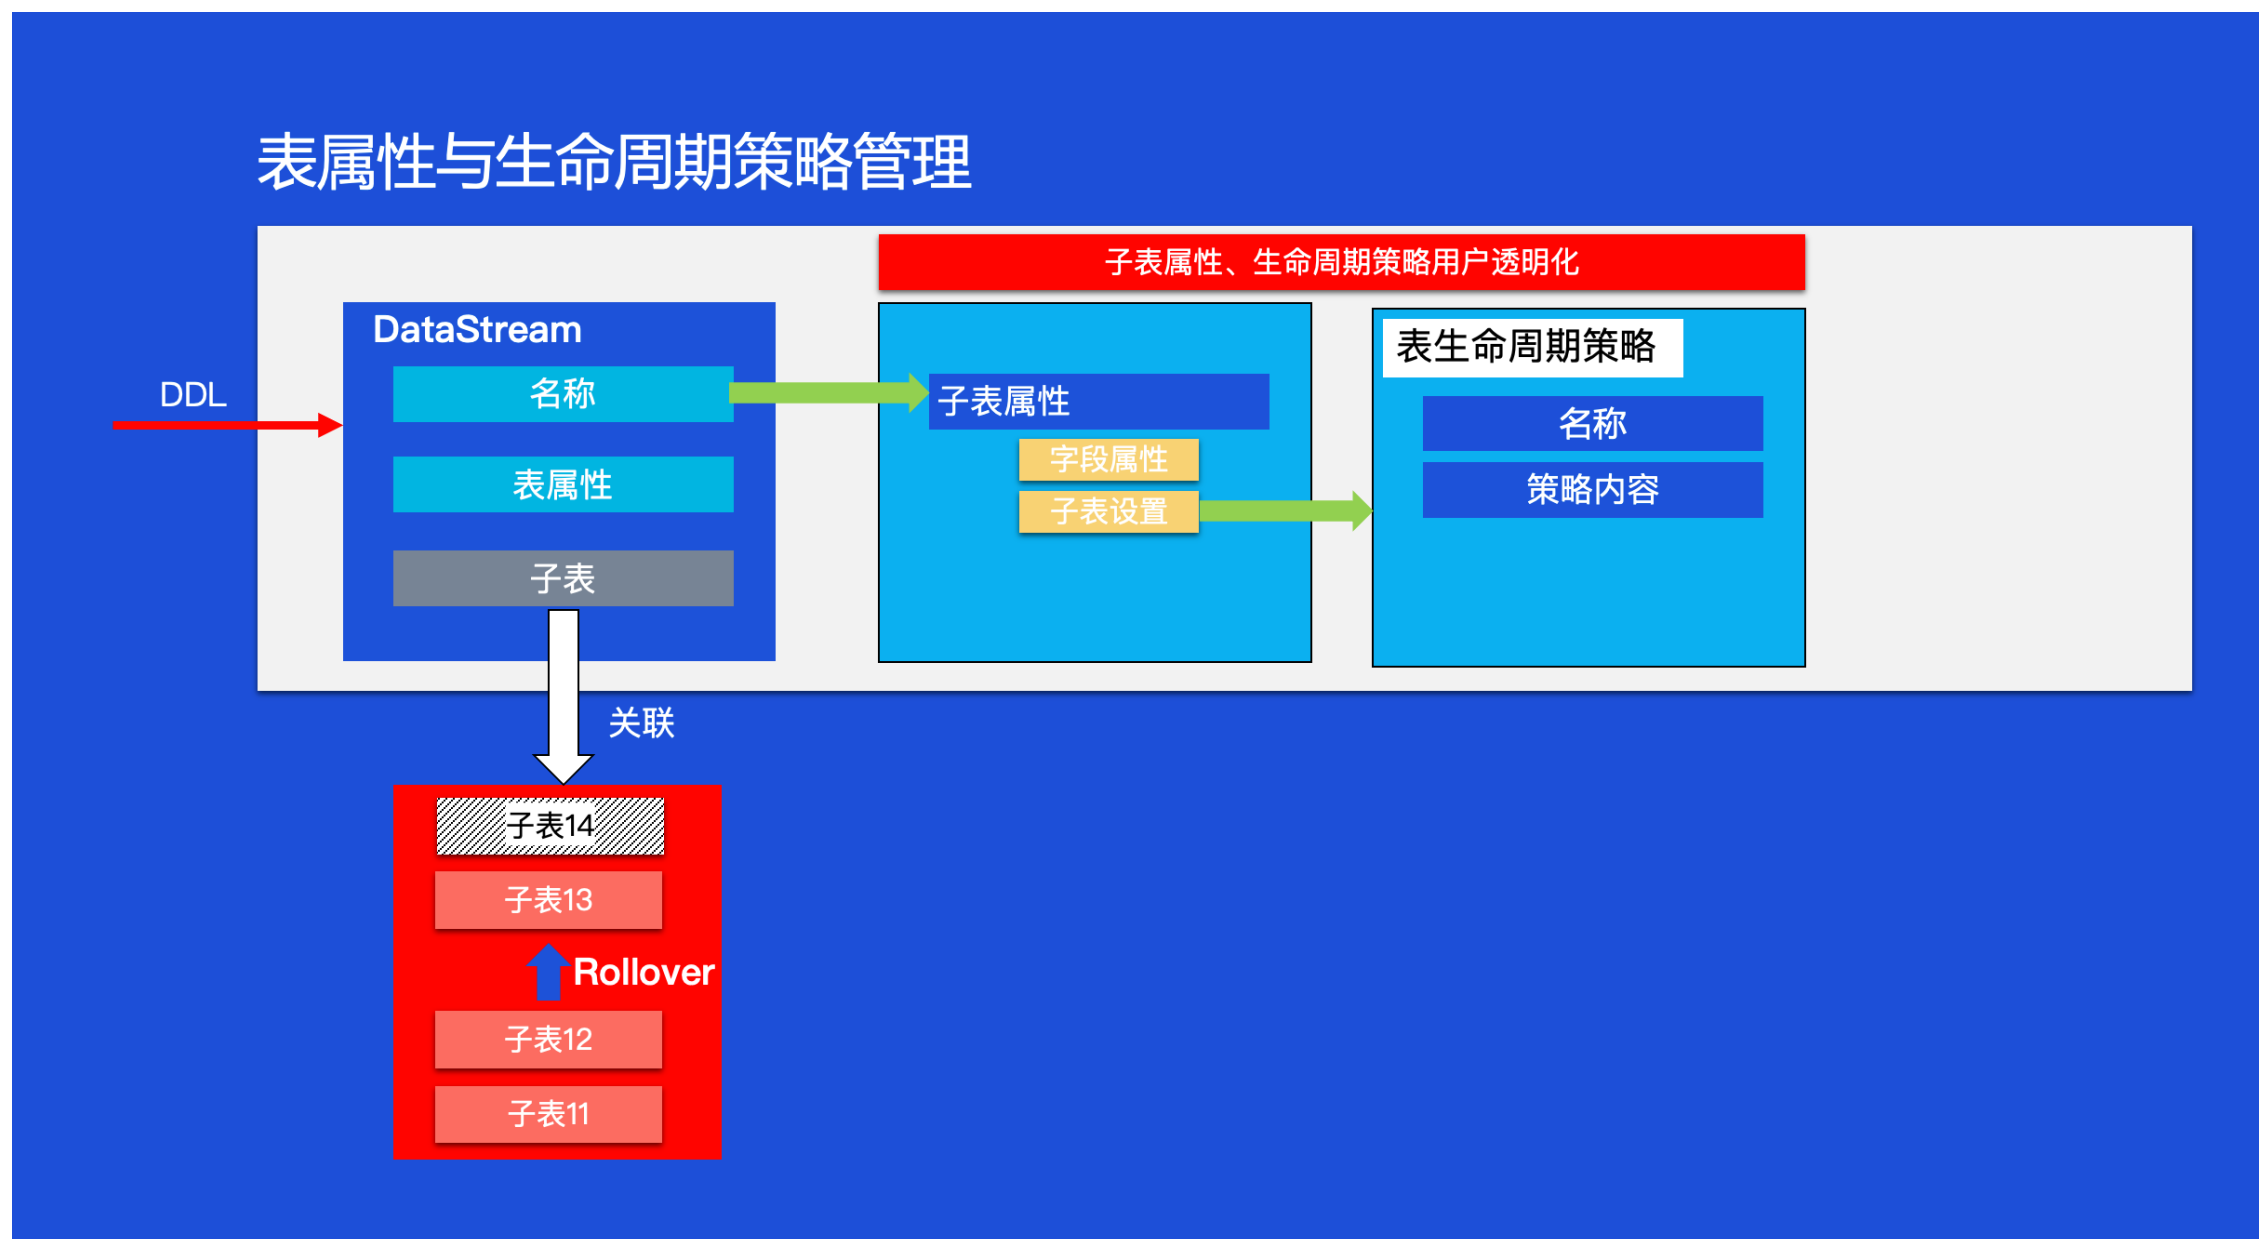 表属性与生命周期策略管理
子表属性、生命周期策略用户透明化
DDL
DataStream
名称
表属性
子表
子表属性
字段属性
子表设置
表生命周期策略
名称
策略内容
关联
子表14
子表13
Rollover
子表12
子表11